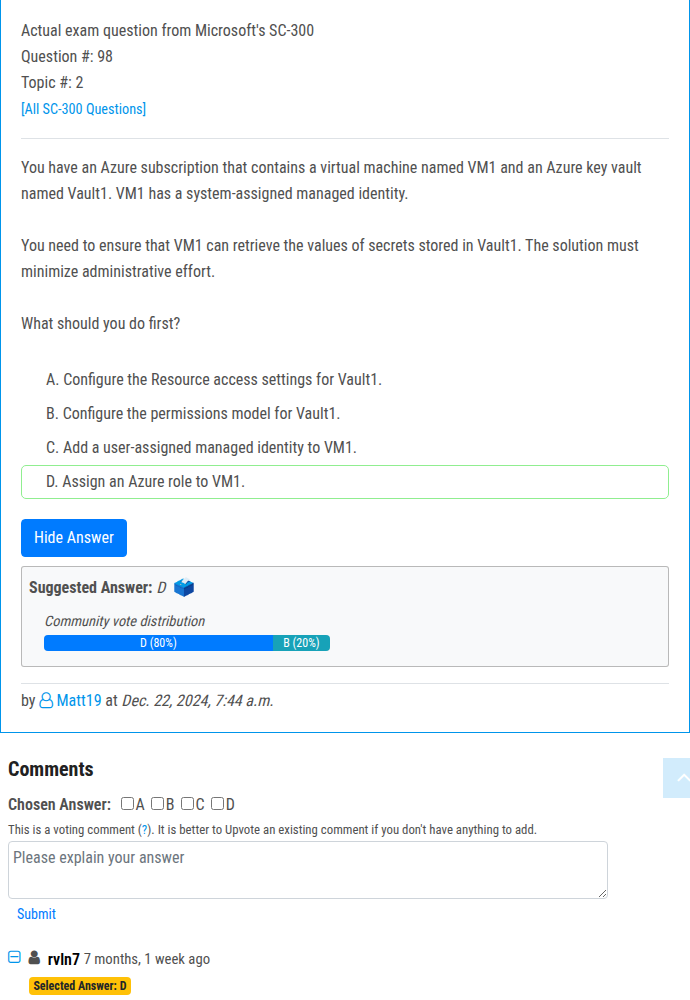 Actual exam question from Microsoft's SC-300
Question #: 98
Topic #: 2
[All SC-300 Questions]
You have an Azure subscription that contains a virtual machine named VM1 and an Azure key vault
named Vault1. VM1 has a system-assigned managed identity.
You need to ensure that VM1 can retrieve the values of secrets stored in Vault1. The solution must
minimize administrative effort.
What should you do first?
A. Configure the Resource access settings for Vault1.
B. Configure the permissions model for Vault1.
C. Add a user-assigned managed identity to VM1.
D. Assign an Azure role to VM1.
Hide Answer
Suggested Answer: D
Community vote distribution
D (80%) B (20%)
by Matt19 at Dec. 22, 2024, 7:44 a.m.
Comments
Chosen Answer: A B C D
This is a voting comment (?). It is better to Upvote an existing comment if you don't have anything to add.
Please explain your answer
Submit
rvln7 7 months, 1 week ago
Selected Answer: D